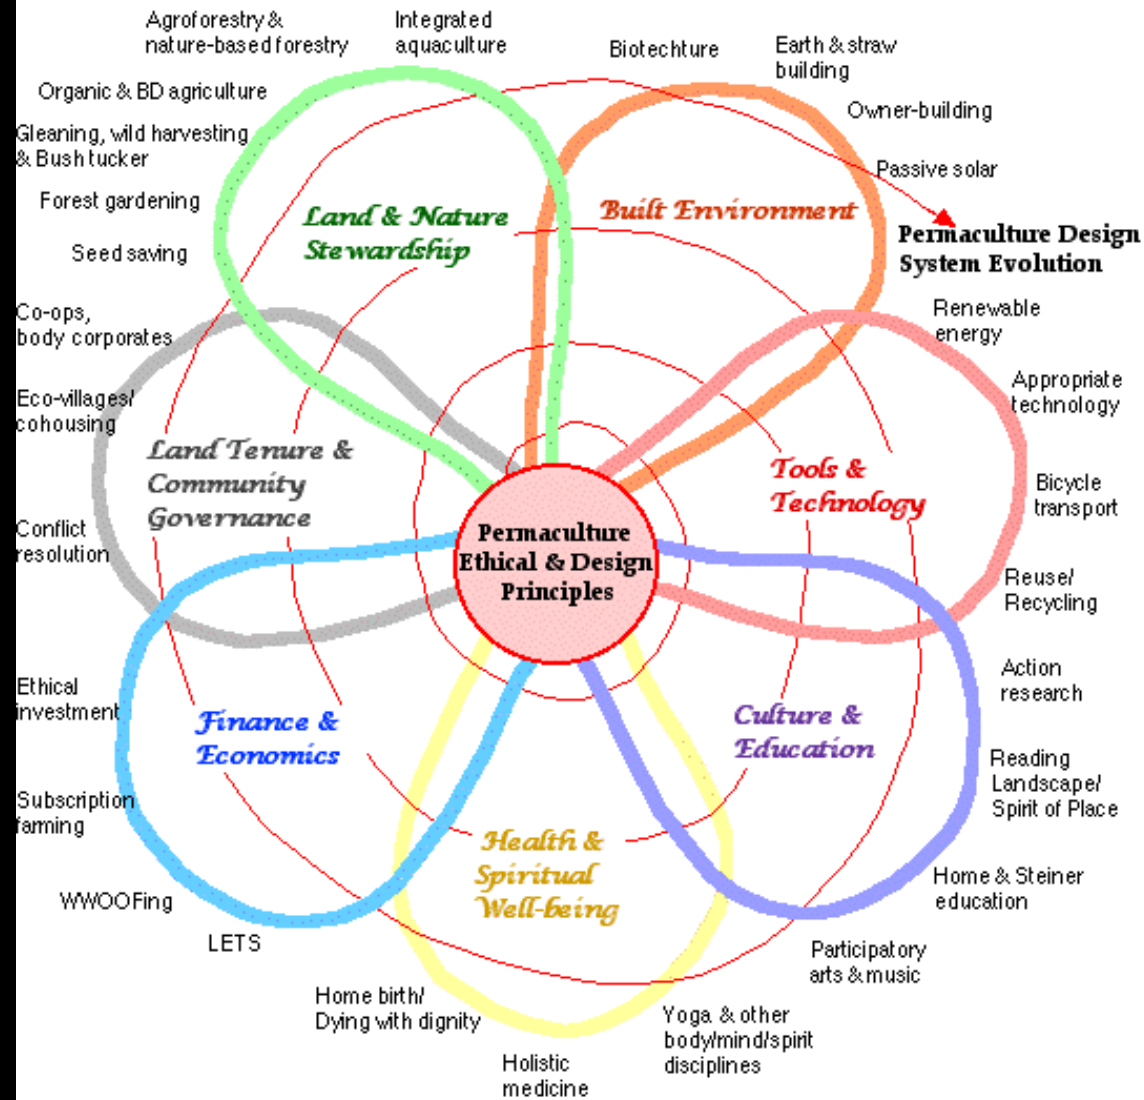 Agroforestry &
nature-based forestry
Integrated
aquaculture
Biotechture
Earth & straw
building
Organic & BD agriculture
Owner-building
Gleaning, wild harvesting
& Bush tucker
Passive solar
Forest gardening
Land & Nature
Stewardship
Built Environment
Permaculture Design
System Evolution
Seed saving
Co-ops,
body corporates
Renewable
energy
Eco-villages/
cohousing
Appropriate
technology
Land Tenure &
Community
Governance
Tools &
Technology
Bicycle
transport
Conflict
resolution
Permaculture
Ethical & Design
Principles
Reuse/
Recycling
Ethical
investment
Finance &
Economics
Culture &
Education
Action
research
Reading
Landscape/
Spirit of Place
Subscription
farming
Health &
Spiritual
Well-being
WWOOFing
Home & Steiner
education
LETS
Participatory
arts & music
Home birth/
Dying with dignity
Yoga & other
body/mind/spirit
disciplines
Holistic
medicine